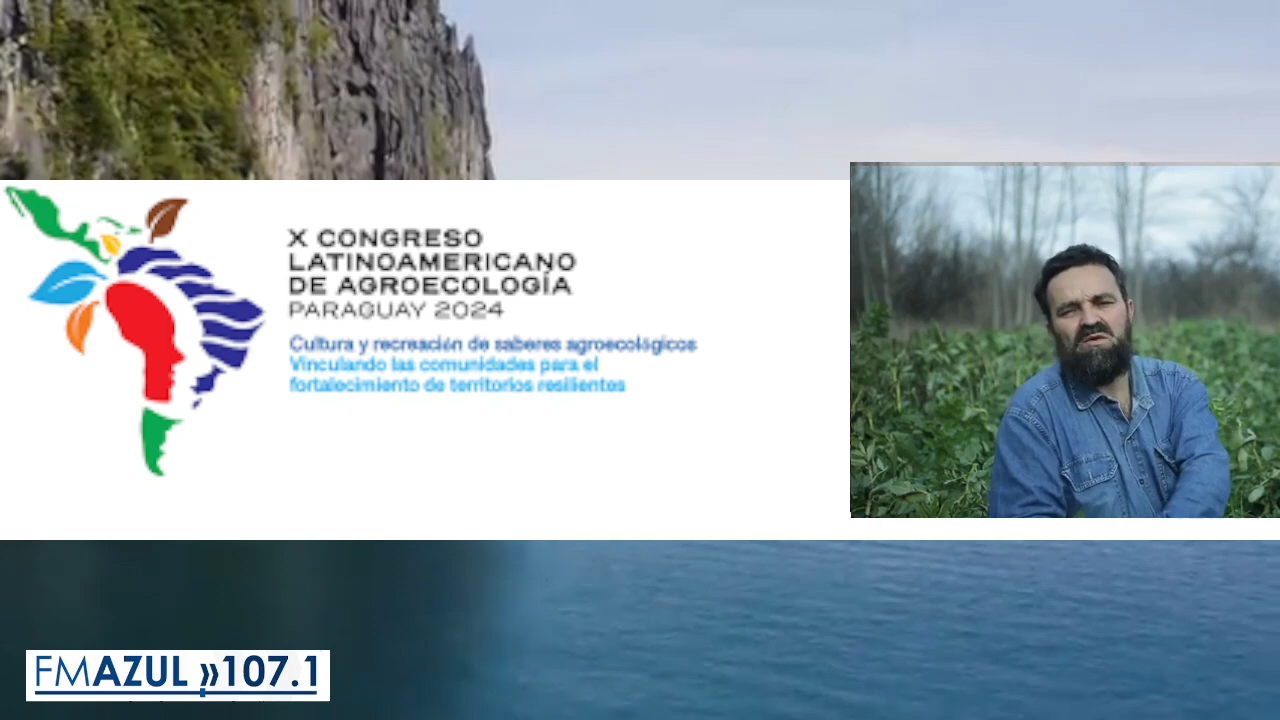 X CONGRESO
LATINOAMERICANO
DE AGROECOLOGÍA
PARAGUAY 2024
Cultura y recreación de saberes agroecológicos
Vinculando las comunidades para el
fortalecimiento de territorios resilientes
FMAZUL »107.1